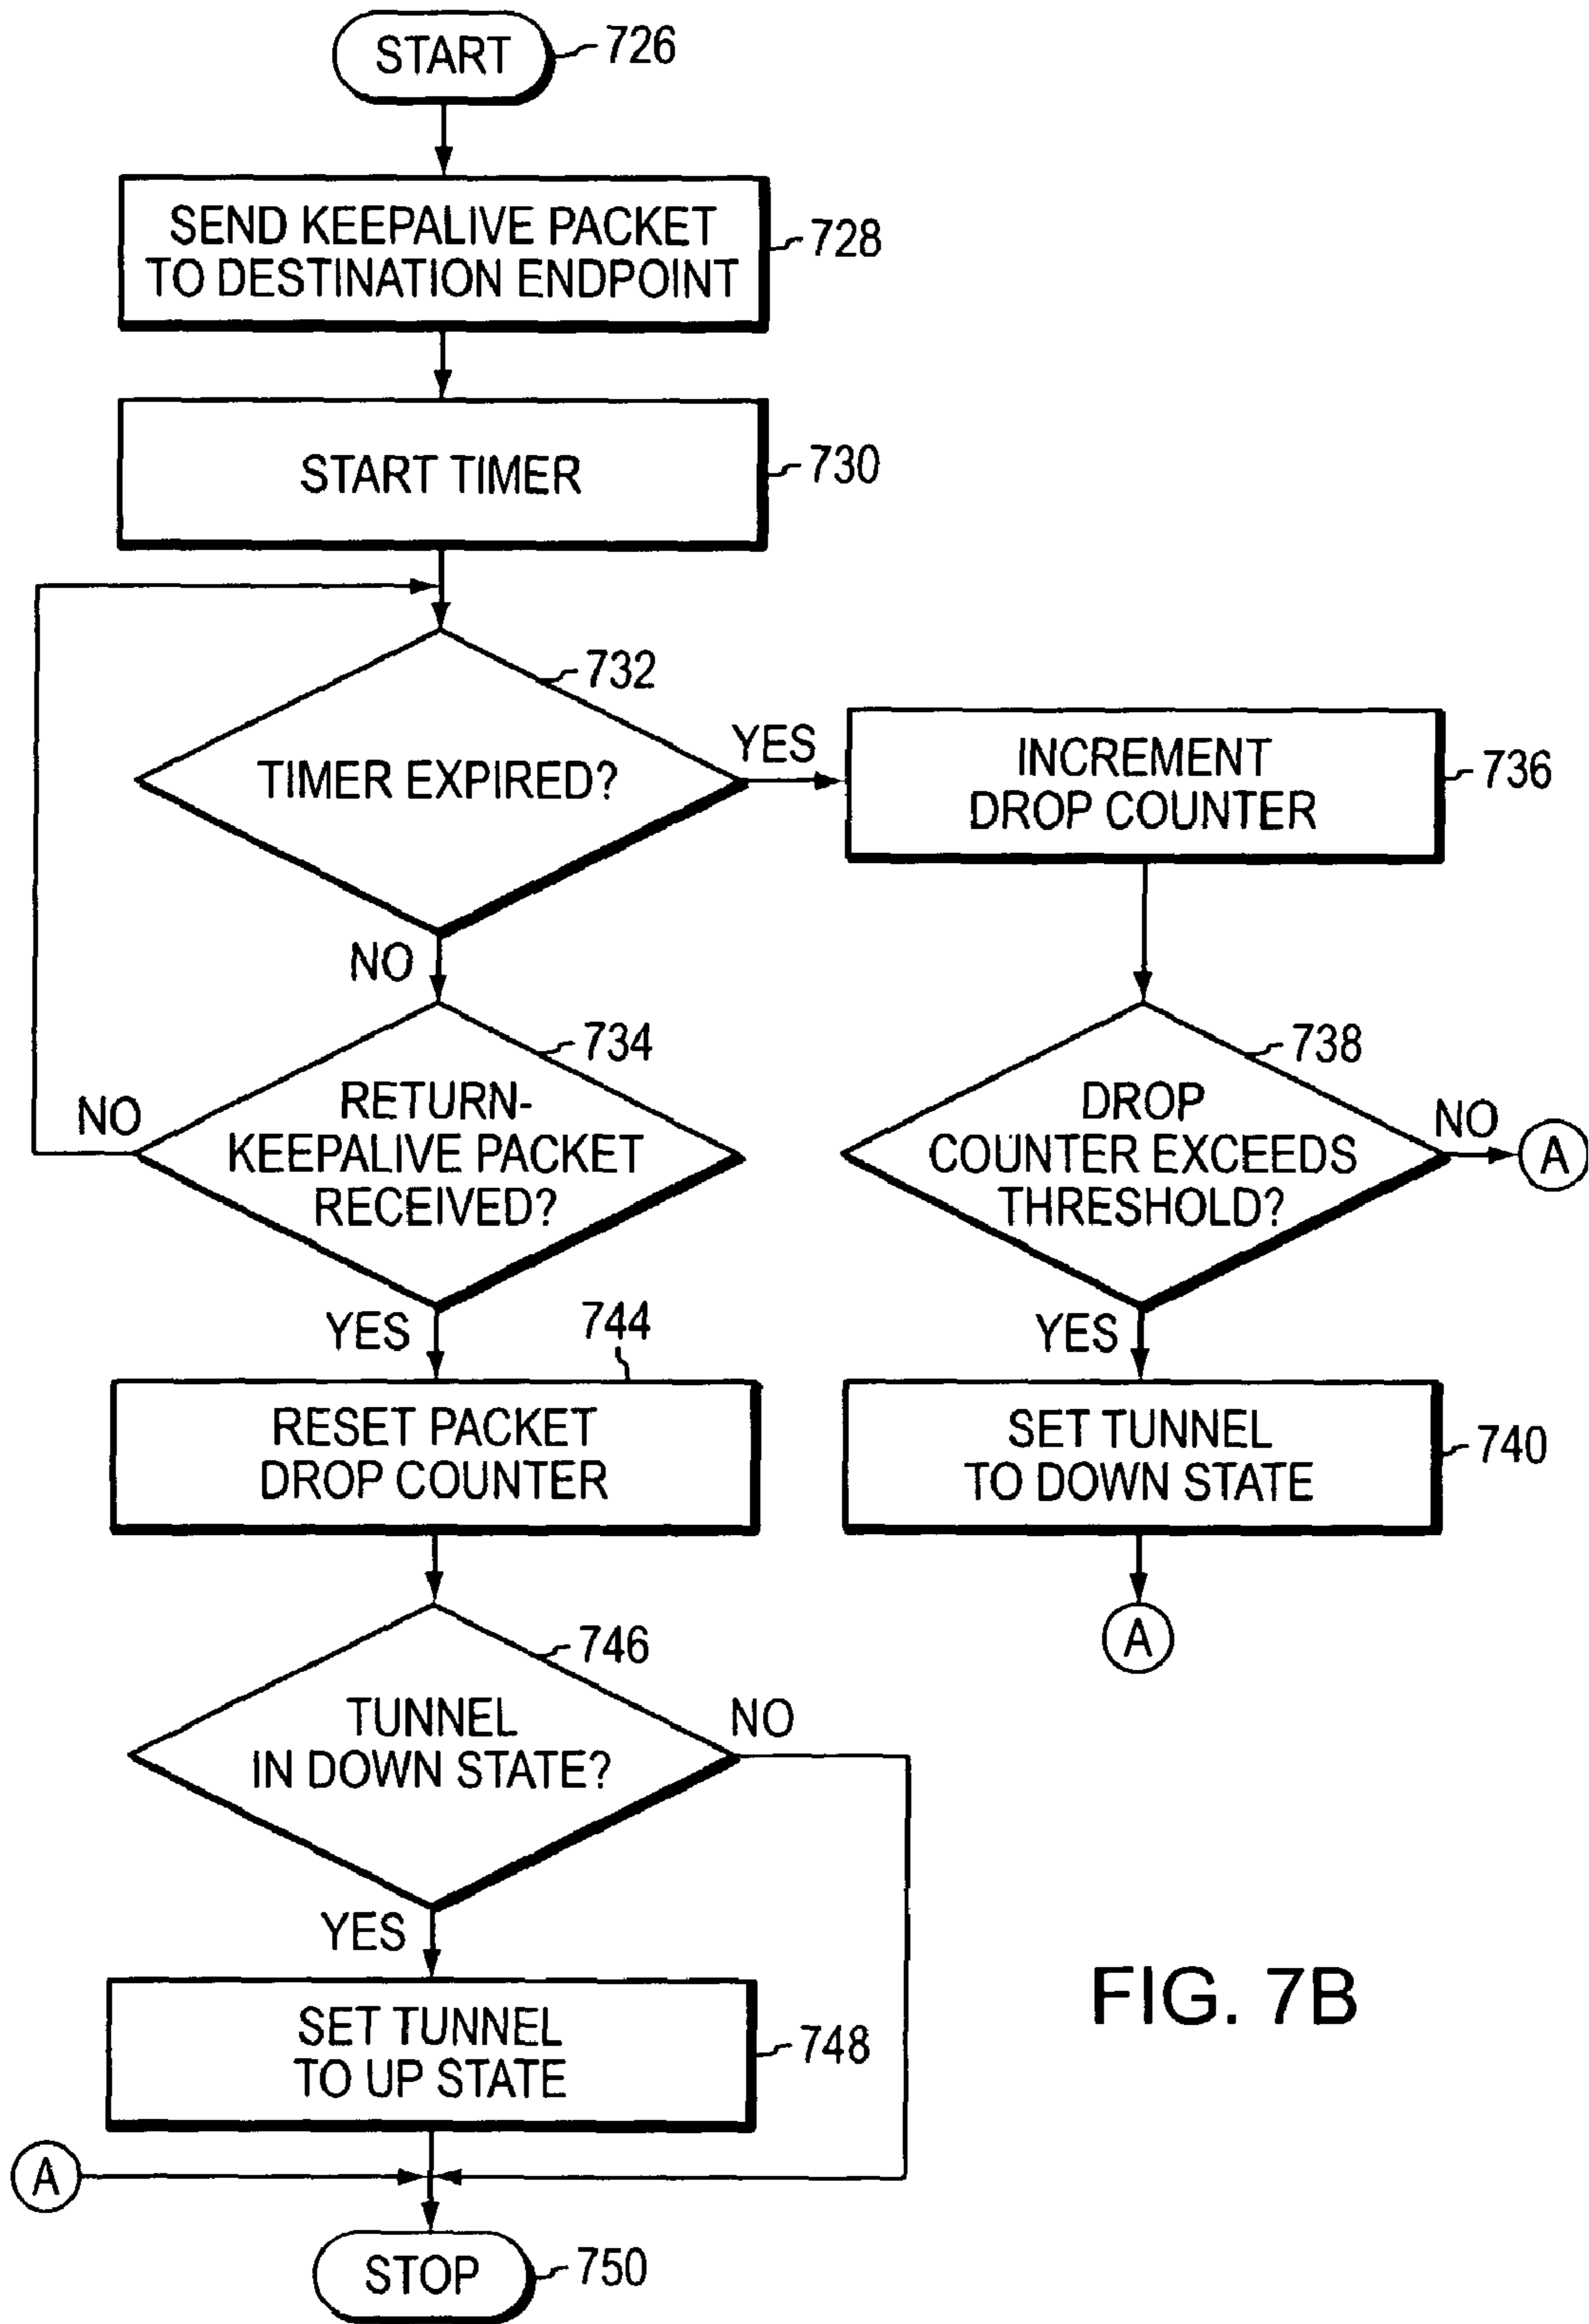 START
726
SEND KEEPALIVE PACKET
TO DESTINATION ENDPOINT
728
START TIMER
730
732
TIMER EXPIRED?
YES
INCREMENT
DROP COUNTER
736
NO
734
RETURN-
KEEPALIVE PACKET
RECEIVED?
NO
738
DROP
COUNTER EXCEEDS
THRESHOLD?
NO
A
YES
744
RESET PACKET
DROP COUNTER
YES
SET TUNNEL
TO DOWN STATE
740
A
746
TUNNEL
IN DOWN STATE?
NO
YES
SET TUNNEL
TO UP STATE
748
A
STOP
750
FIG. 7B